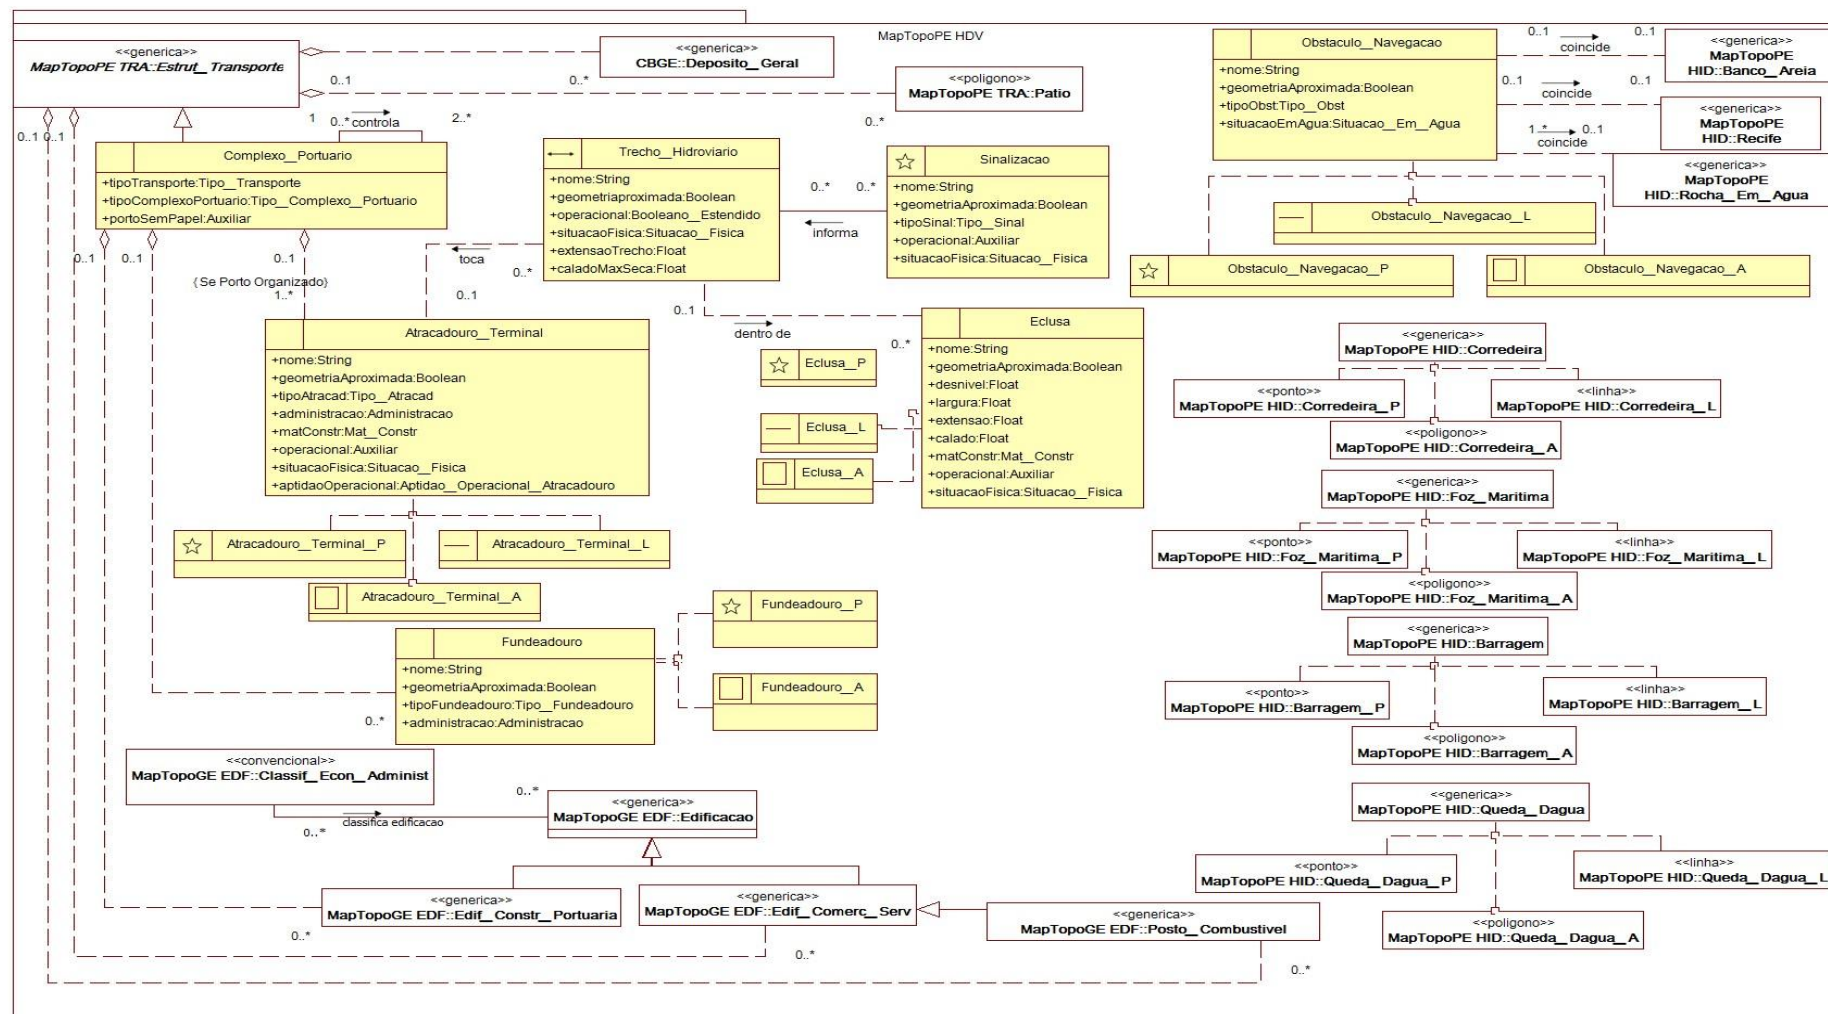 MapTopoPE HDV
<<generica>>
MapTopoPE TRA::Estrut_Transporte
<<generica>>
CBGE::Deposito_Geral
0..1
0..*
<<poligono>>
MapTopoPE TRA::Patio
0..*
1
0..*
controla
2..*
0..1
0..1
Complexo_Portuario
+tipoTransporte:Tipo_Transporte
+tipoComplexoPortuario:Tipo_Complexo_Portuario
+portoSemPapel:Auxiliar
0..1
0..1
0..1
{Se Porto Organizado}
1..*
Trecho_Hidroviario
+nome:String
+geometriaproximada:Boolean
+operacional:Booleano_Estendido
+situacaoFisica:Situacao_Fisica
+extensaoTrecho:Float
+caladoMaxSeca:Float
toca
0..*
0..1
0..*
0..*
informa
Sinalizacao
+nome:String
+geometriaAproximada:Boolean
+tipoSinal:Tipo_Sinal
+operacional:Auxiliar
+situacaoFisica:Situacao_Fisica
0..1
dentro de
0..*
Obstaculo_Navegacao
+nome:String
+geometriaAproximada:Boolean
+tipoObst:Tipo_Obst
+situacaoEmAgua:Situacao_Em_Agua
0..1
coincide
0..1
<<generica>>
MapTopoPE
HID::Banco_Areia
0..1
coincide
0..1
<<generica>>
MapTopoPE
HID::Recife
1..*
coincide
0..1
<<generica>>
MapTopoPE
HID::Rocha_Em_Agua
Obstaculo_Navegacao_L
Obstaculo_Navegacao_P
Obstaculo_Navegacao_A
Atracadouro_Terminal
+nome:String
+geometriaAproximada:Boolean
+tipoAtracad:Tipo_Atracad
+administracao:Administracao
+matConstr:Mat_Constr
+operacional:Auxiliar
+situacaoFisica:Situacao_Fisica
+aptidaoOperacional:Aptidao_Operacional_Atracadouro
Atracadouro_Terminal_P
Atracadouro_Terminal_L
Atracadouro_Terminal_A
Eclusa
+nome:String
+geometriaAproximada:Boolean
+desnivel:Float
+largura:Float
+extensao:Float
+calado:Float
+matConstr:Mat_Constr
+operacional:Auxiliar
+situacaoFisica:Situacao_Fisica
Eclusa_P
Eclusa_L
Eclusa_A
Fundeadouro
+nome:String
+geometriaAproximada:Boolean
+tipoFundeadouro:Tipo_Fundeadouro
+administracao:Administracao
0..*
Fundeadouro_P
Fundeadouro_A
<<generica>>
MapTopoPE HID::Corredeira
<<ponto>>
MapTopoPE HID::Corredeira_P
<<linha>>
MapTopoPE HID::Corredeira_L
<<poligono>>
MapTopoPE HID::Corredeira_A
<<generica>>
MapTopoPE HID::Foz_Maritima
<<ponto>>
MapTopoPE HID::Foz_Maritima_P
<<linha>>
MapTopoPE HID::Foz_Maritima_L
<<poligono>>
MapTopoPE HID::Foz_Maritima_A
<<generica>>
MapTopoPE HID::Barragem
<<ponto>>
MapTopoPE HID::Barragem_P
<<linha>>
MapTopoPE HID::Barragem_L
<<poligono>>
MapTopoPE HID::Barragem_A
<<generica>>
MapTopoPE HID::Queda_Dagua
<<ponto>>
MapTopoPE HID::Queda_Dagua_P
<<linha>>
MapTopoPE HID::Queda_Dagua_L
<<poligono>>
MapTopoPE HID::Queda_Dagua_A
<<convencional>>
MapTopoGE EDF::Classif_Econ_Administ
0..*
classifica edificacao
0..*
<<generica>>
MapTopoGE EDF::Edificacao
<<generica>>
MapTopoGE EDF::Edif_Constr_Portuaria
0..*
<<generica>>
MapTopoGE EDF::Edif_Comerc_Serv
0..*
<<generica>>
MapTopoGE EDF::Posto_Combustivel
0..*